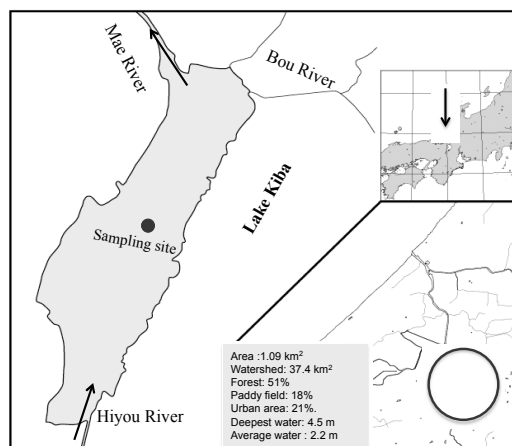 Mae River
Bou River
Lake Kiba
Sampling site
Hiyou River
Area :1.09 km²
Watershed: 37.4 km²
Forest: 51%
Paddy field: 18%
Urban area: 21%.
Deepest water: 4.5 m
Average water : 2.2 m